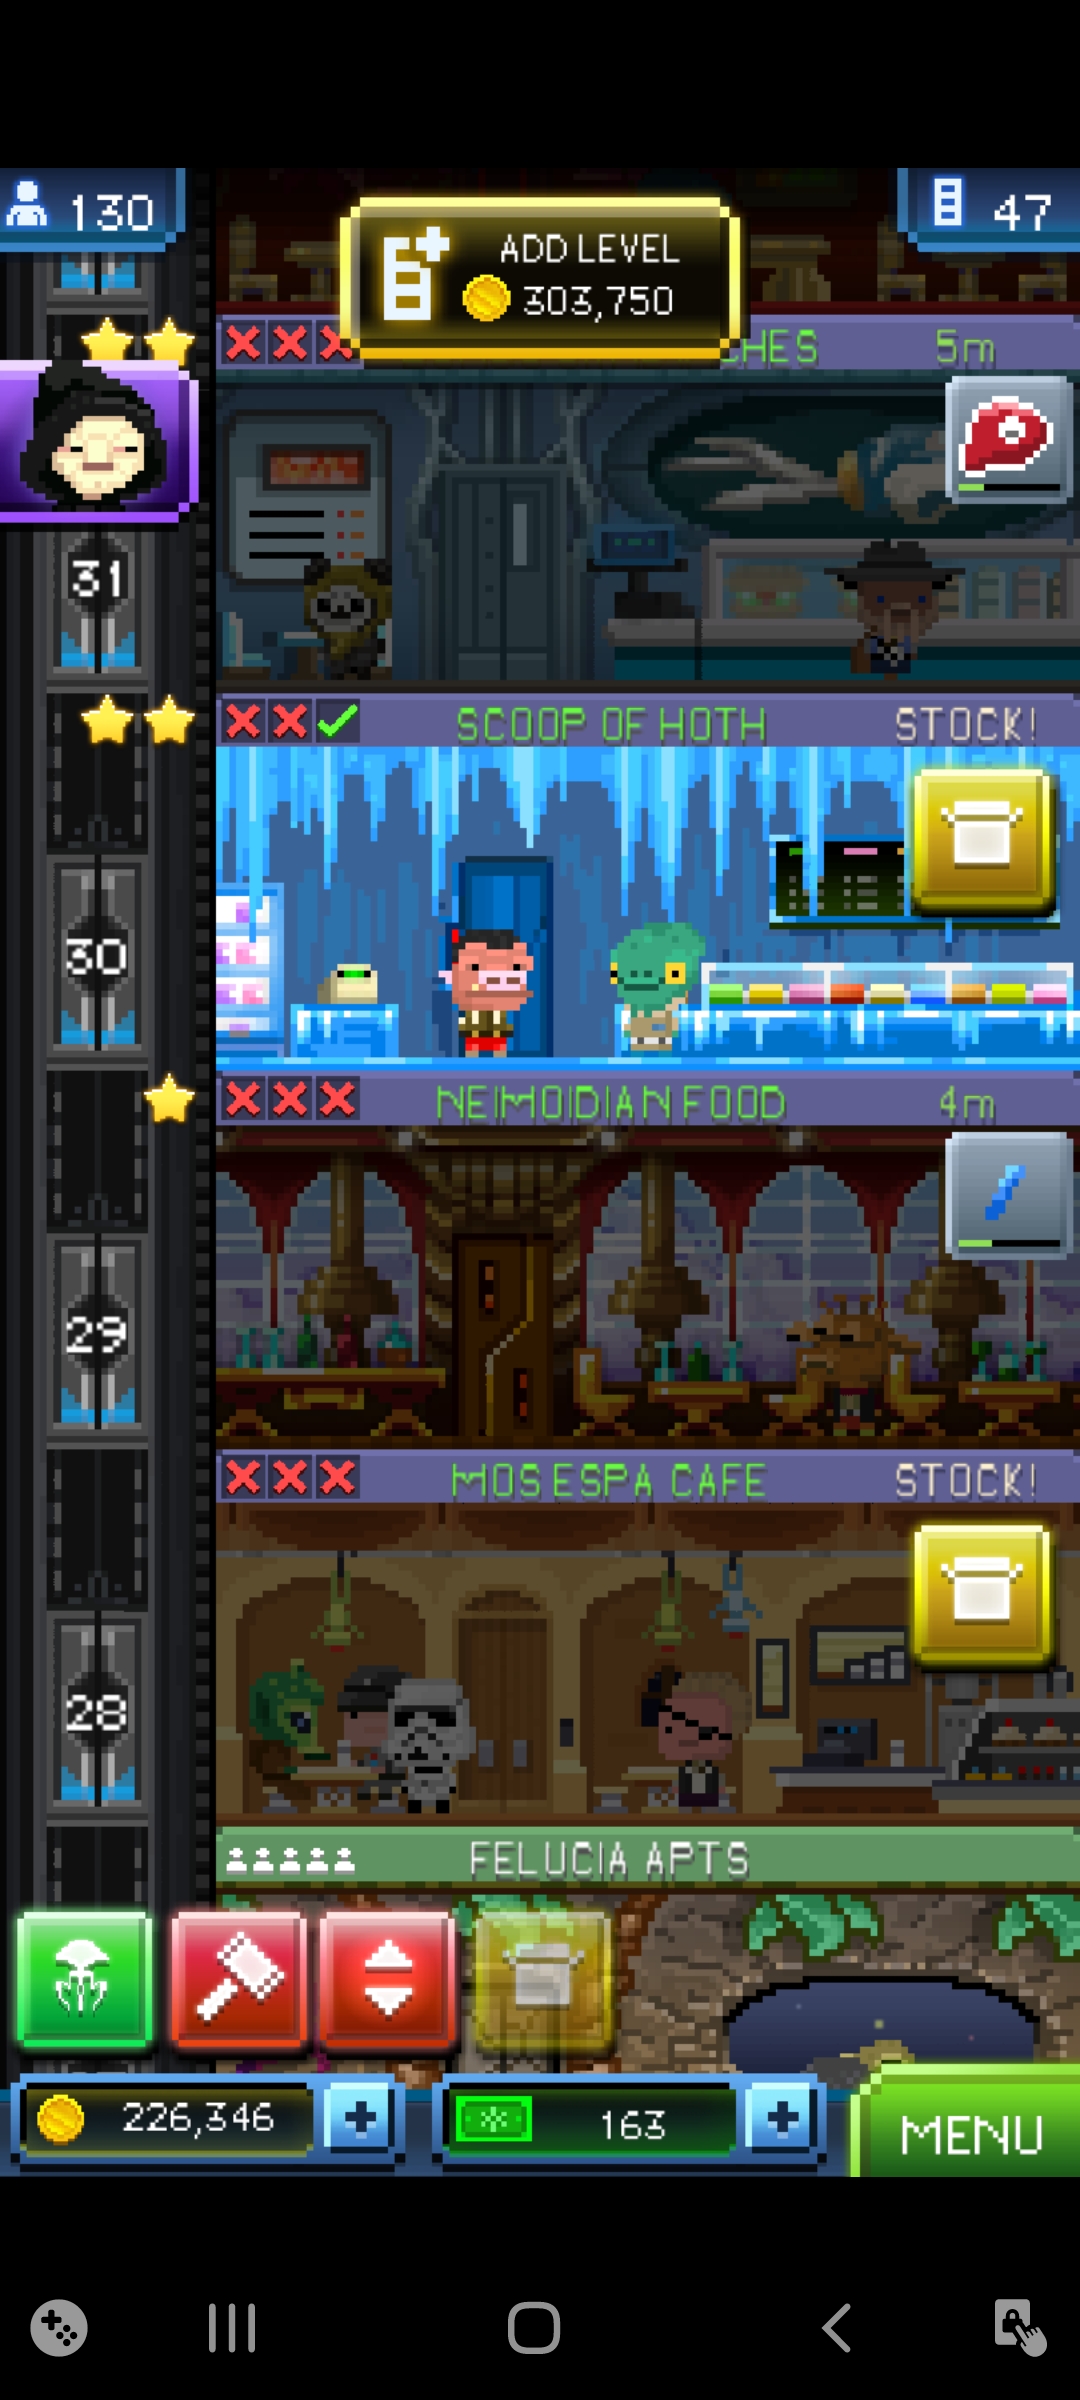 130
47
ADD LEVEL
303,750
CHES 5m
31
SCOOP OF HOTH STOCK!
30
NEIMOIDIAN FOOD 4m
29
MOS ESPA CAFE STOCK!
28
FELUCIA APTS
226,346
163
MENU